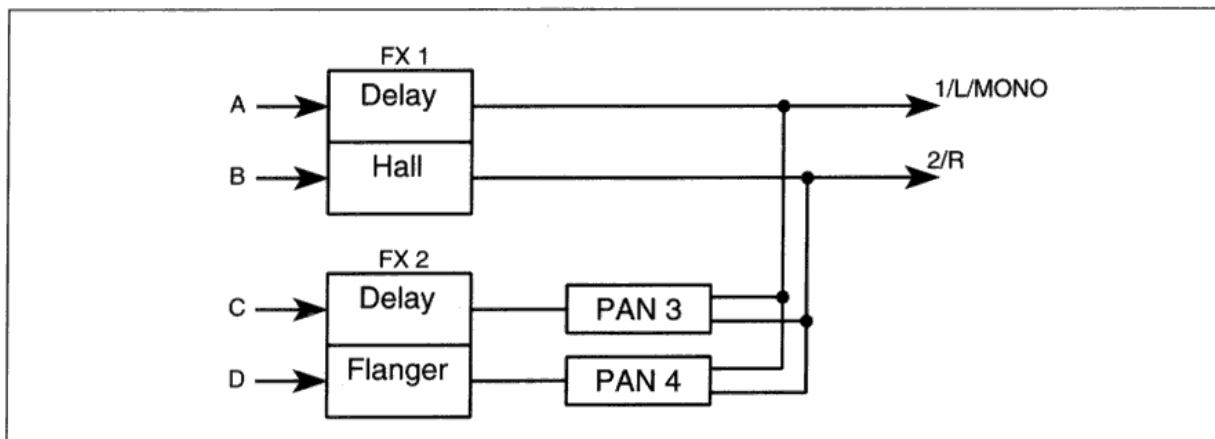 FX 1
A
Delay
1/L/MONO
B
Hall
2/R
FX 2
C
Delay
PAN 3
D
Flanger
PAN 4